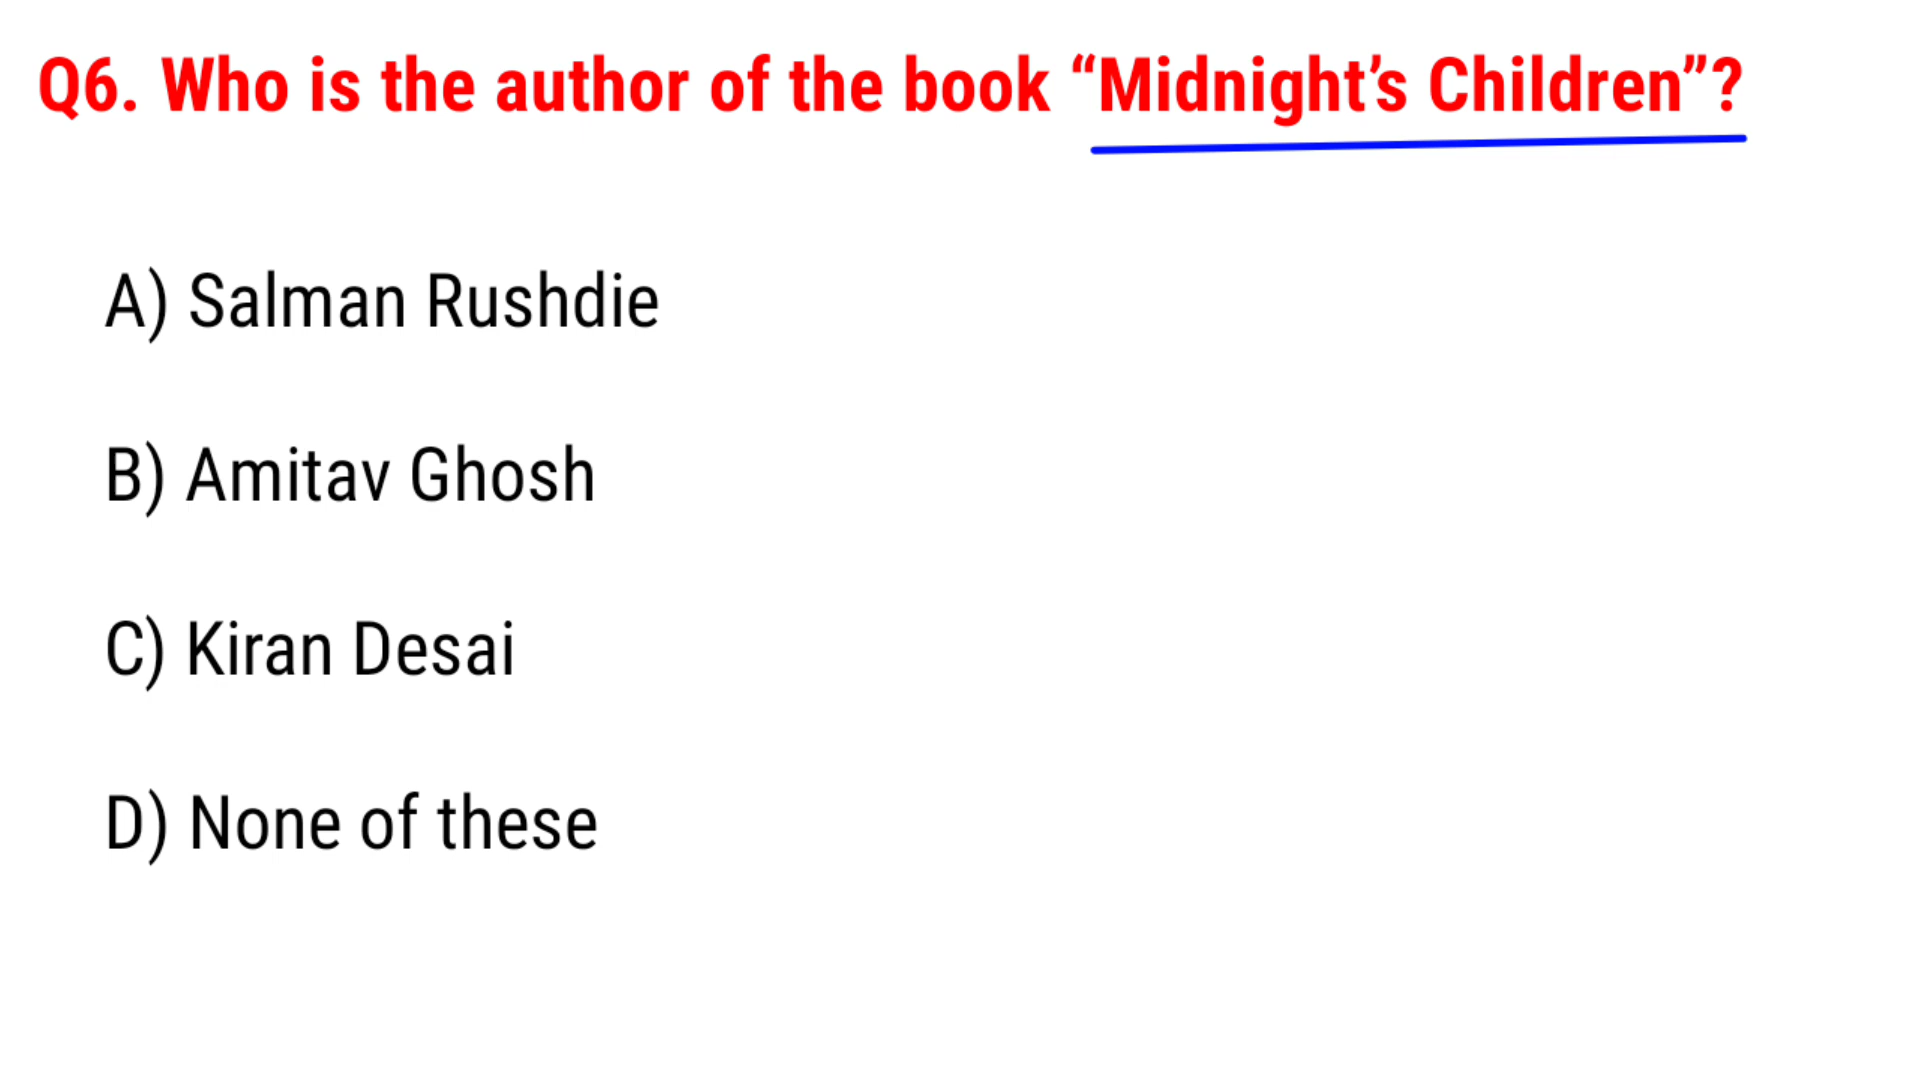 Q6. Who is the author of the book “Midnight’s Children”?
A) Salman Rushdie
B) Amitav Ghosh
C) Kiran Desai
D) None of these